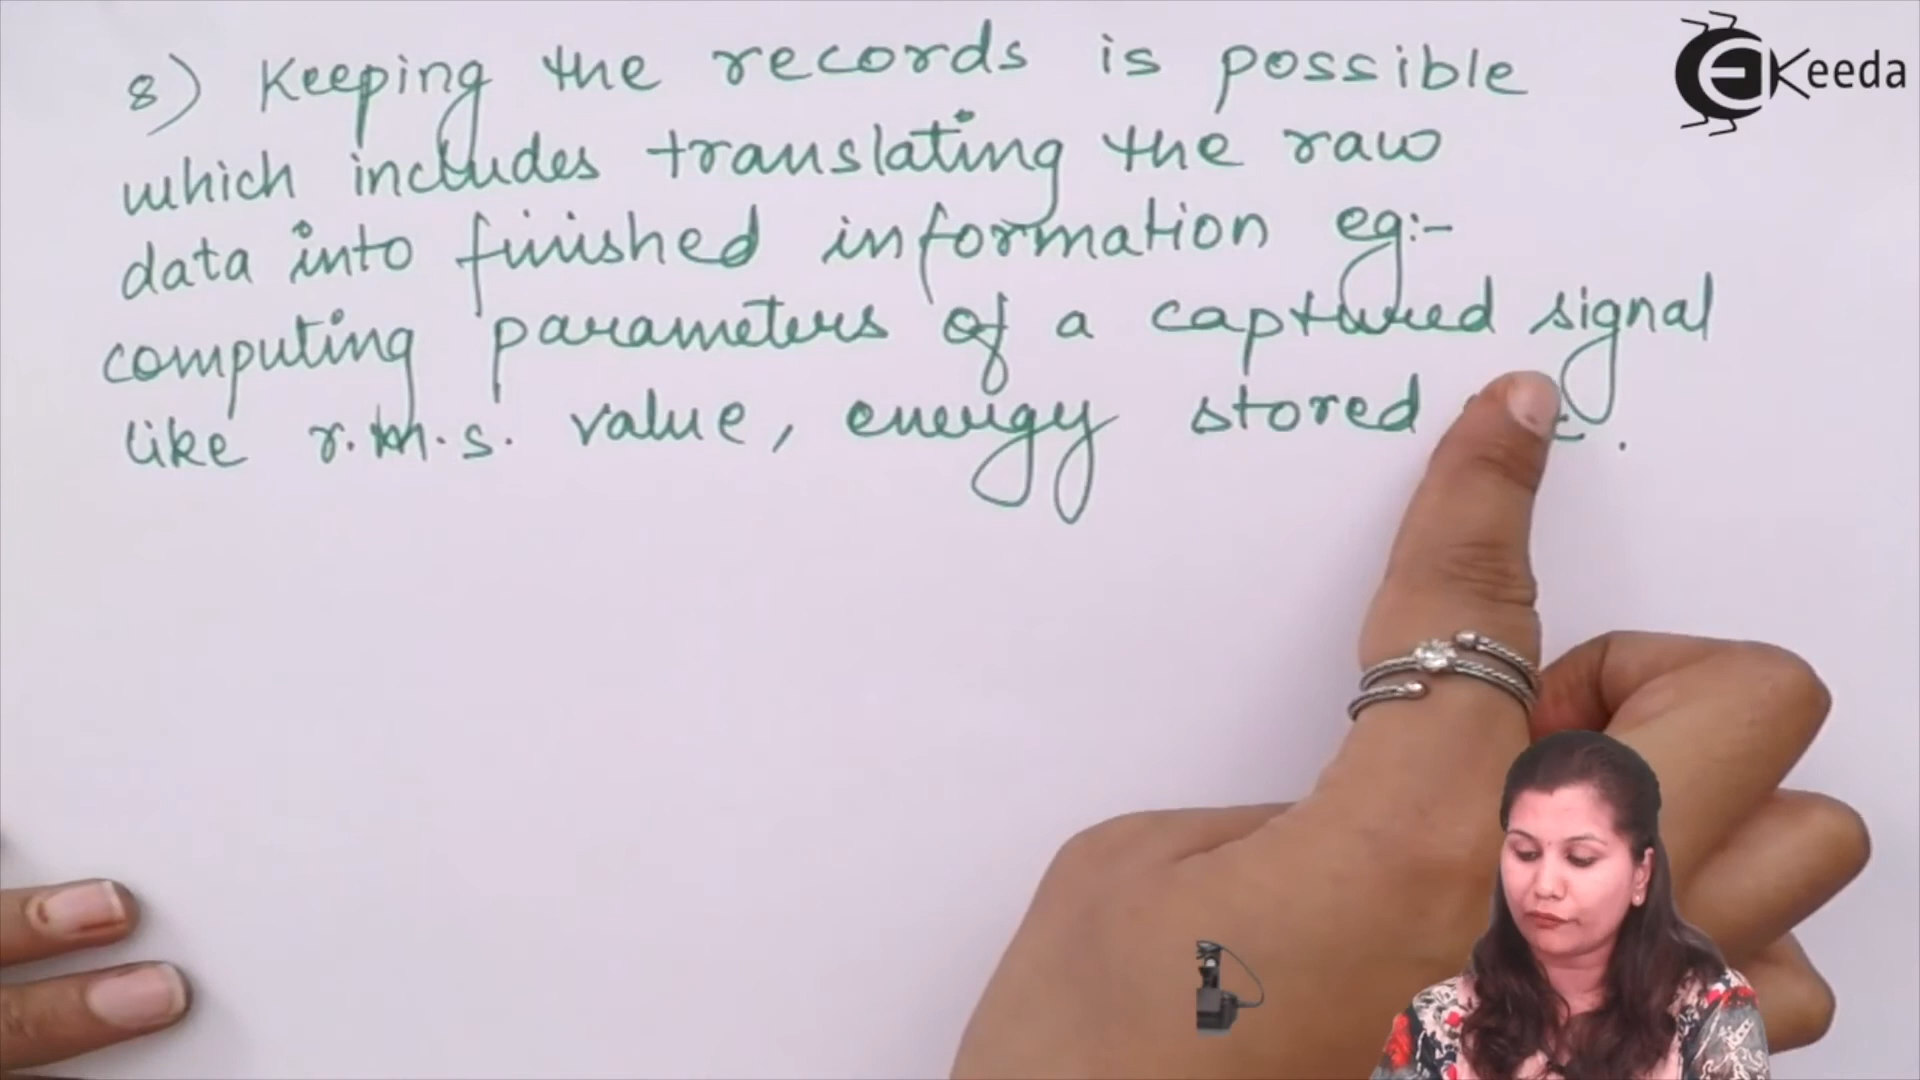 EKeeda
8) Keeping the records is possible
which includes translating the raw
data into finished information eg:-
computing parameters of a captured signal
like r.m.s. value, energy stored